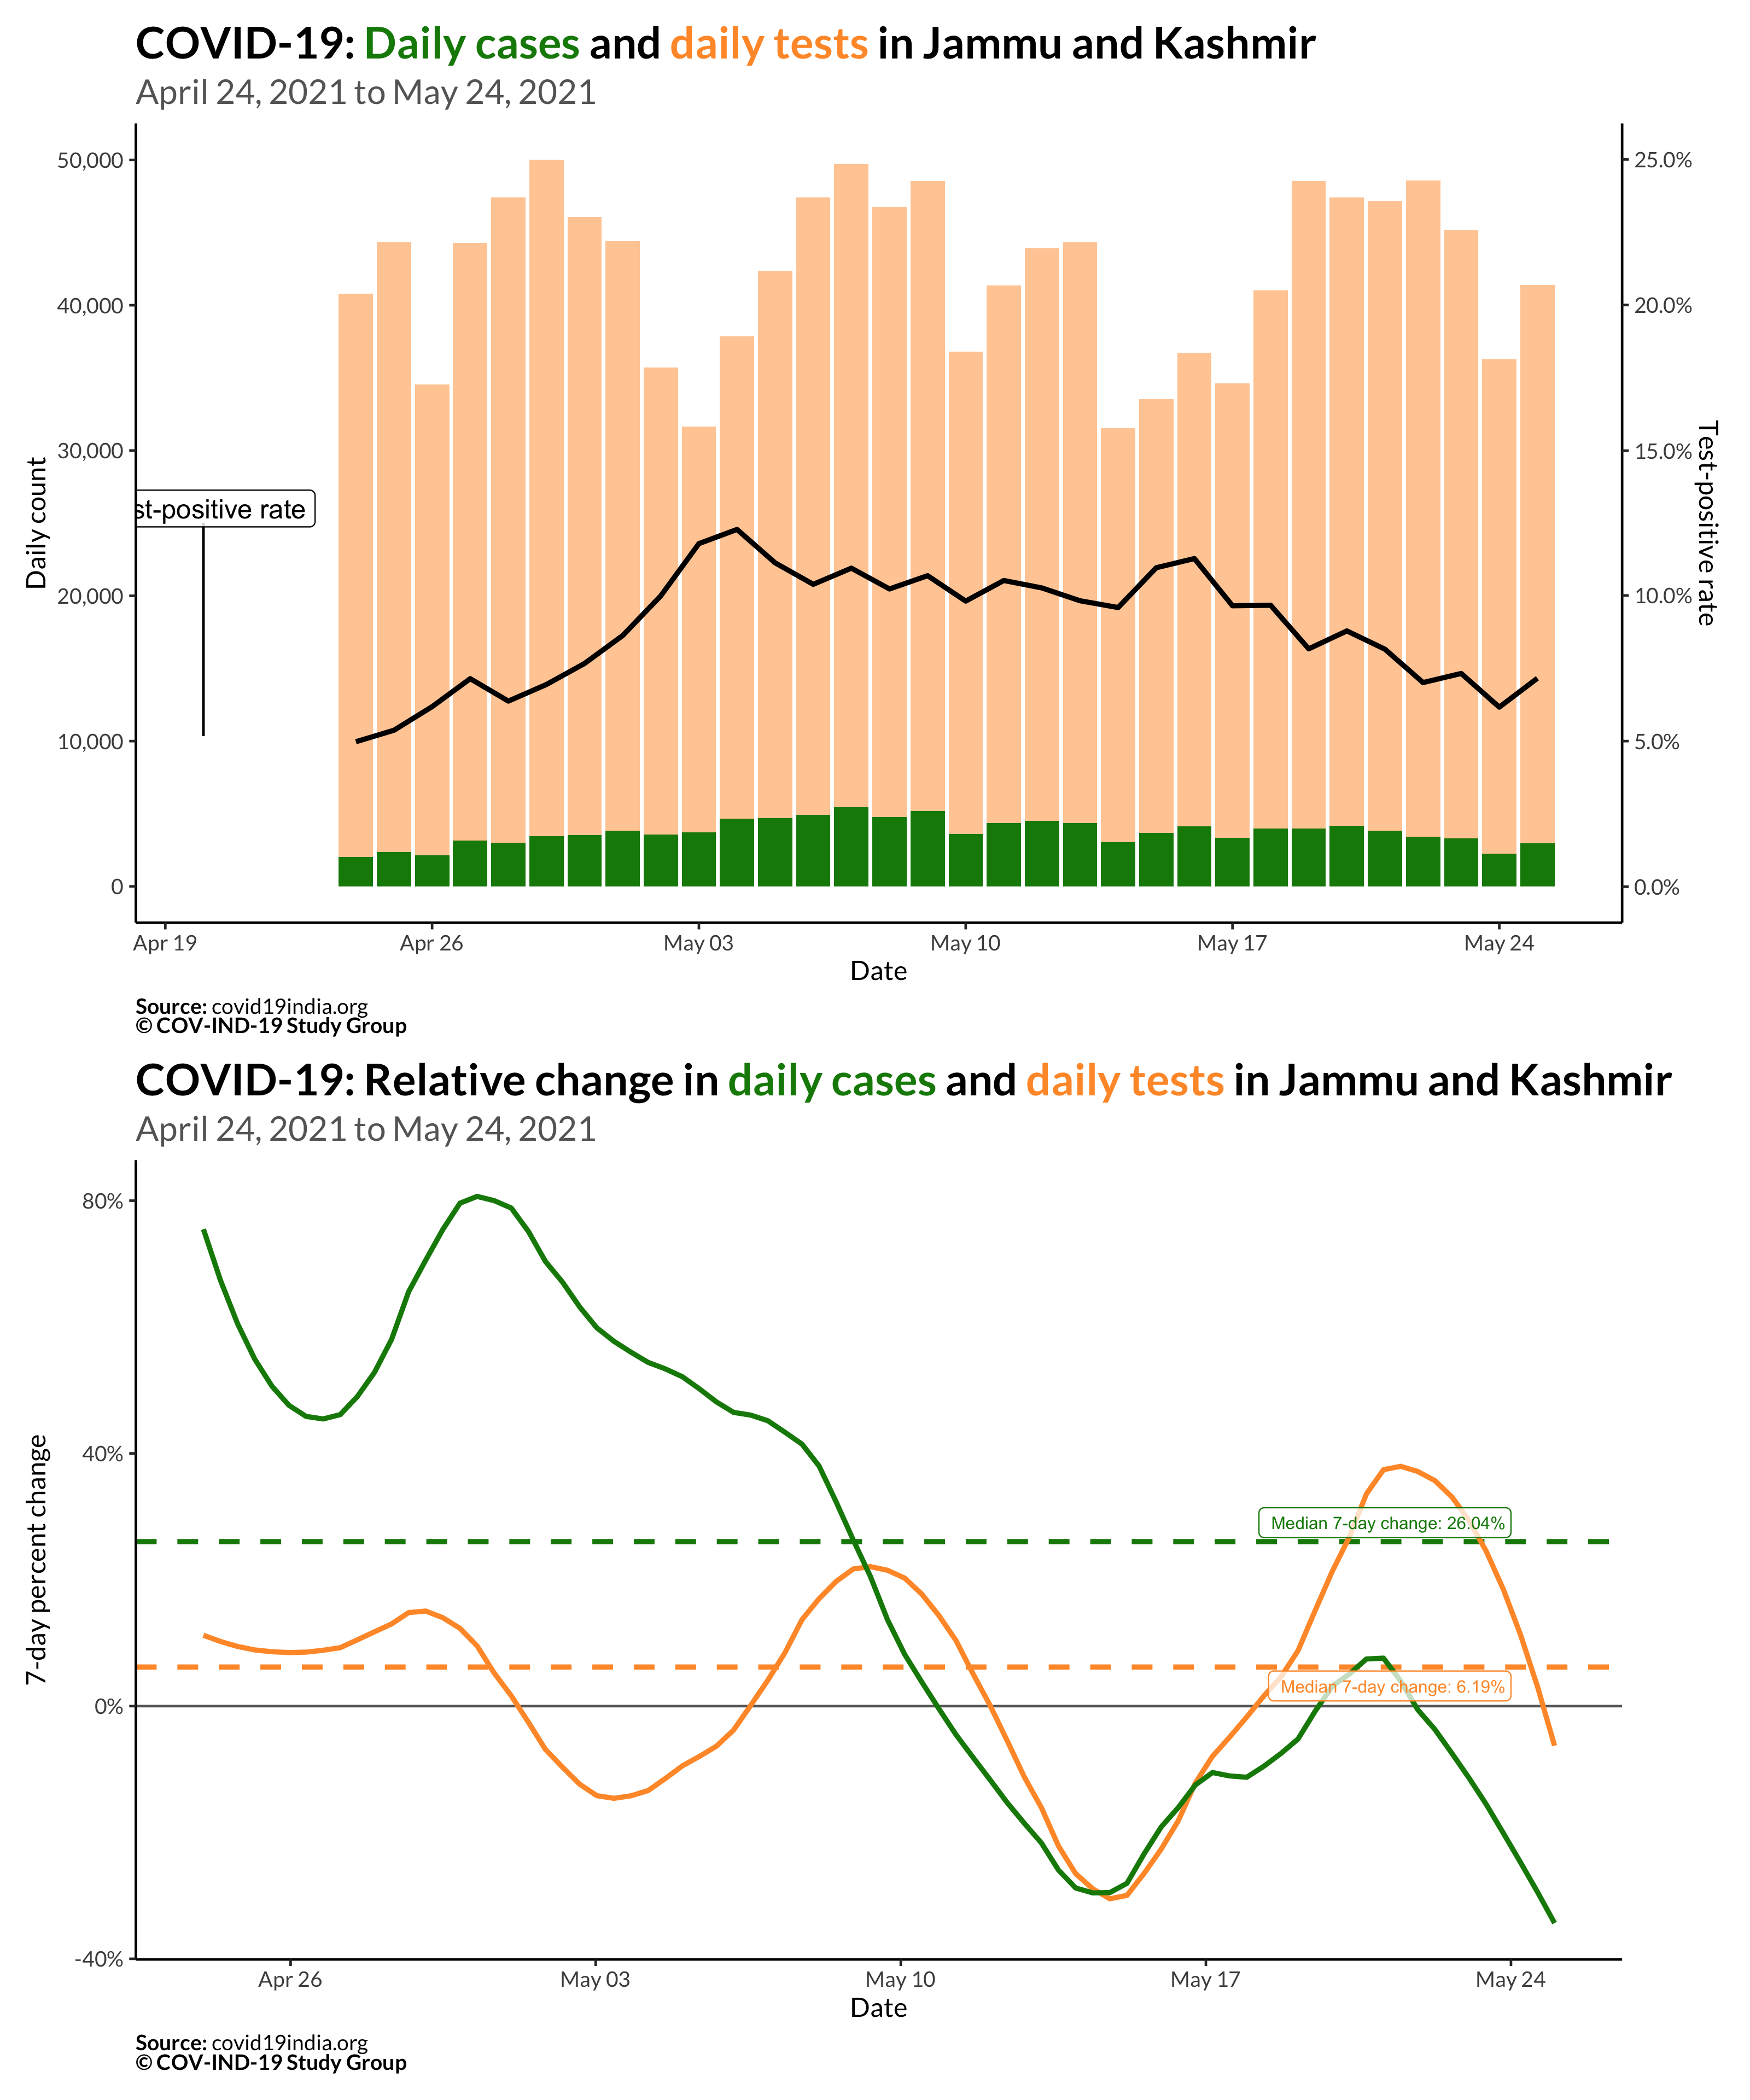 COVID-19: Daily cases and daily tests in Jammu and Kashmir
April 24, 2021 to May 24, 2021
50,000
40,000
30,000
20,000
10,000
0
Daily count
25.0%
20.0%
15.0%
10.0%
5.0%
0.0%
Test-positive rate
st-positive rate
Apr 19
Apr 26
May 03
May 10
May 17
May 24
Date
Source: covid19india.org
© COV-IND-19 Study Group
COVID-19: Relative change in daily cases and daily tests in Jammu and Kashmir
April 24, 2021 to May 24, 2021
80%
40%
0%
-40%
7-day percent change
Median 7-day change: 26.04%
Median 7-day change: 6.19%
Apr 26
May 03
May 10
May 17
May 24
Date
Source: covid19india.org
© COV-IND-19 Study Group